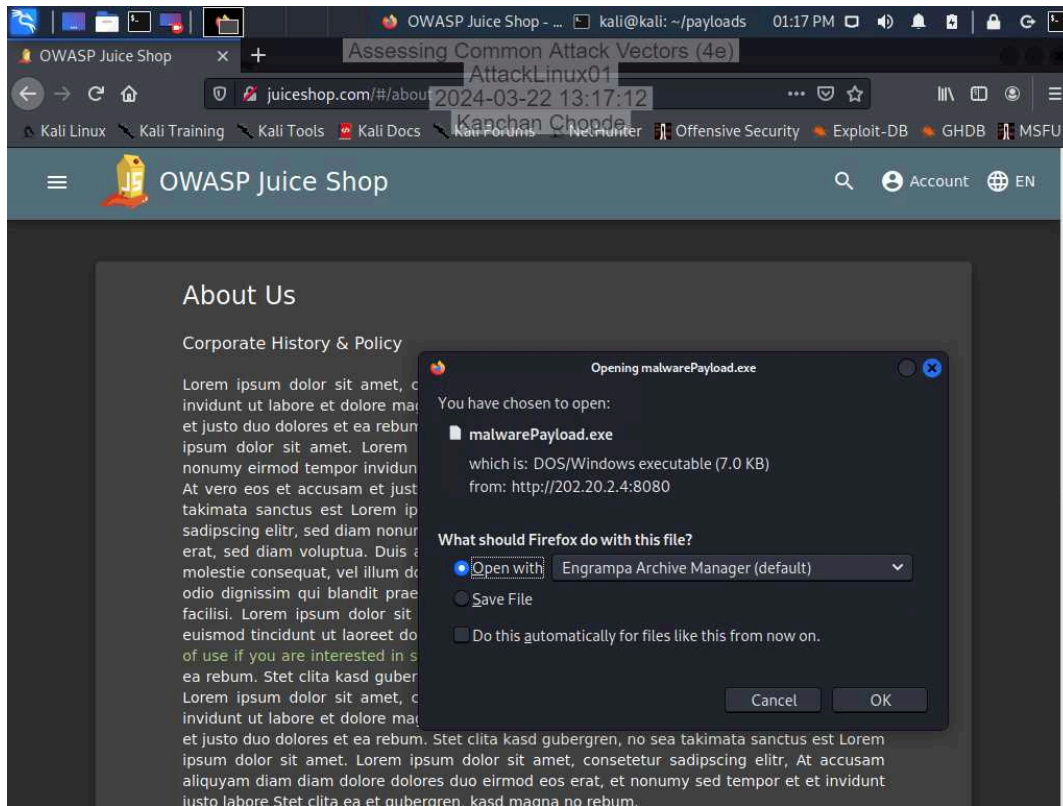 OWASP Juice Shop - ... kali@kali: ~/payloads 01:17 PM
OWASP Juice Shop × +
Assessing Common Attack Vectors (4e)
AttackLinux01
juiceshop.com/#/about
2024-03-22 13:17:12
Kanchan Chopde
Kali Linux Kali Training Kali Tools Kali Docs Kali Forums NetHunter Offensive Security Exploit-DB GHDB MSFU
OWASP Juice Shop Account EN
About Us
Corporate History & Policy
Lorem ipsum dolor sit amet, c
invidunt ut labore et dolore mag
et justo duo dolores et ea rebum
ipsum dolor sit amet. Lorem
nonumy eirmod tempor invidun
At vero eos et accusam et just
takimata sanctus est Lorem ip
sadipscing elitr, sed diam nonum
erat, sed diam voluptua. Duis a
molestie consequat, vel illum do
odio dignissim qui blandit prae
facilisi. Lorem ipsum dolor sit
euismod tincidunt ut laoreet do
of use if you are interested in s
ea rebum. Stet clita kasd guber
Lorem ipsum dolor sit amet, c
invidunt ut labore et dolore mag
et justo duo dolores et ea rebum. Stet clita kasd gubergren, no sea takimata sanctus est Lorem
ipsum dolor sit amet. Lorem ipsum dolor sit amet, consetetur sadipscing elitr, At accusam
aliquyam diam diam dolore dolores duo eirmod eos erat, et nonumy sed tempor et et invidunt
justo labore Stet clita ea et gubergren, kasd magna no rebum.
Opening malwarePayload.exe
You have chosen to open:
malwarePayload.exe
which is: DOS/Windows executable (7.0 KB)
from: http://202.20.2.4:8080
What should Firefox do with this file?
Open with Engrampa Archive Manager (default)
Save File
Do this automatically for files like this from now on.
Cancel OK